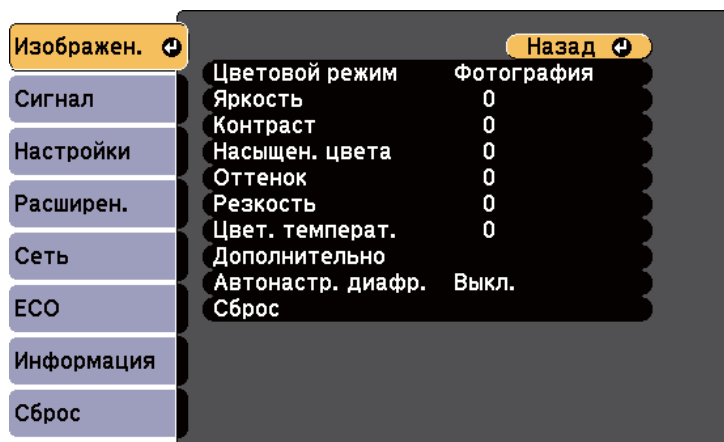 Изображен.
Сигнал
Настройки
Расширен.
Сеть
ECO
Информация
Сброс
Назад
Цветовой режим Фотография
Яркость 0
Контраст 0
Насыщен. цвета 0
Оттенок 0
Резкость 0
Цвет. температ. 0
Дополнительно
Автонастр. диафр. Выкл.
Сброс